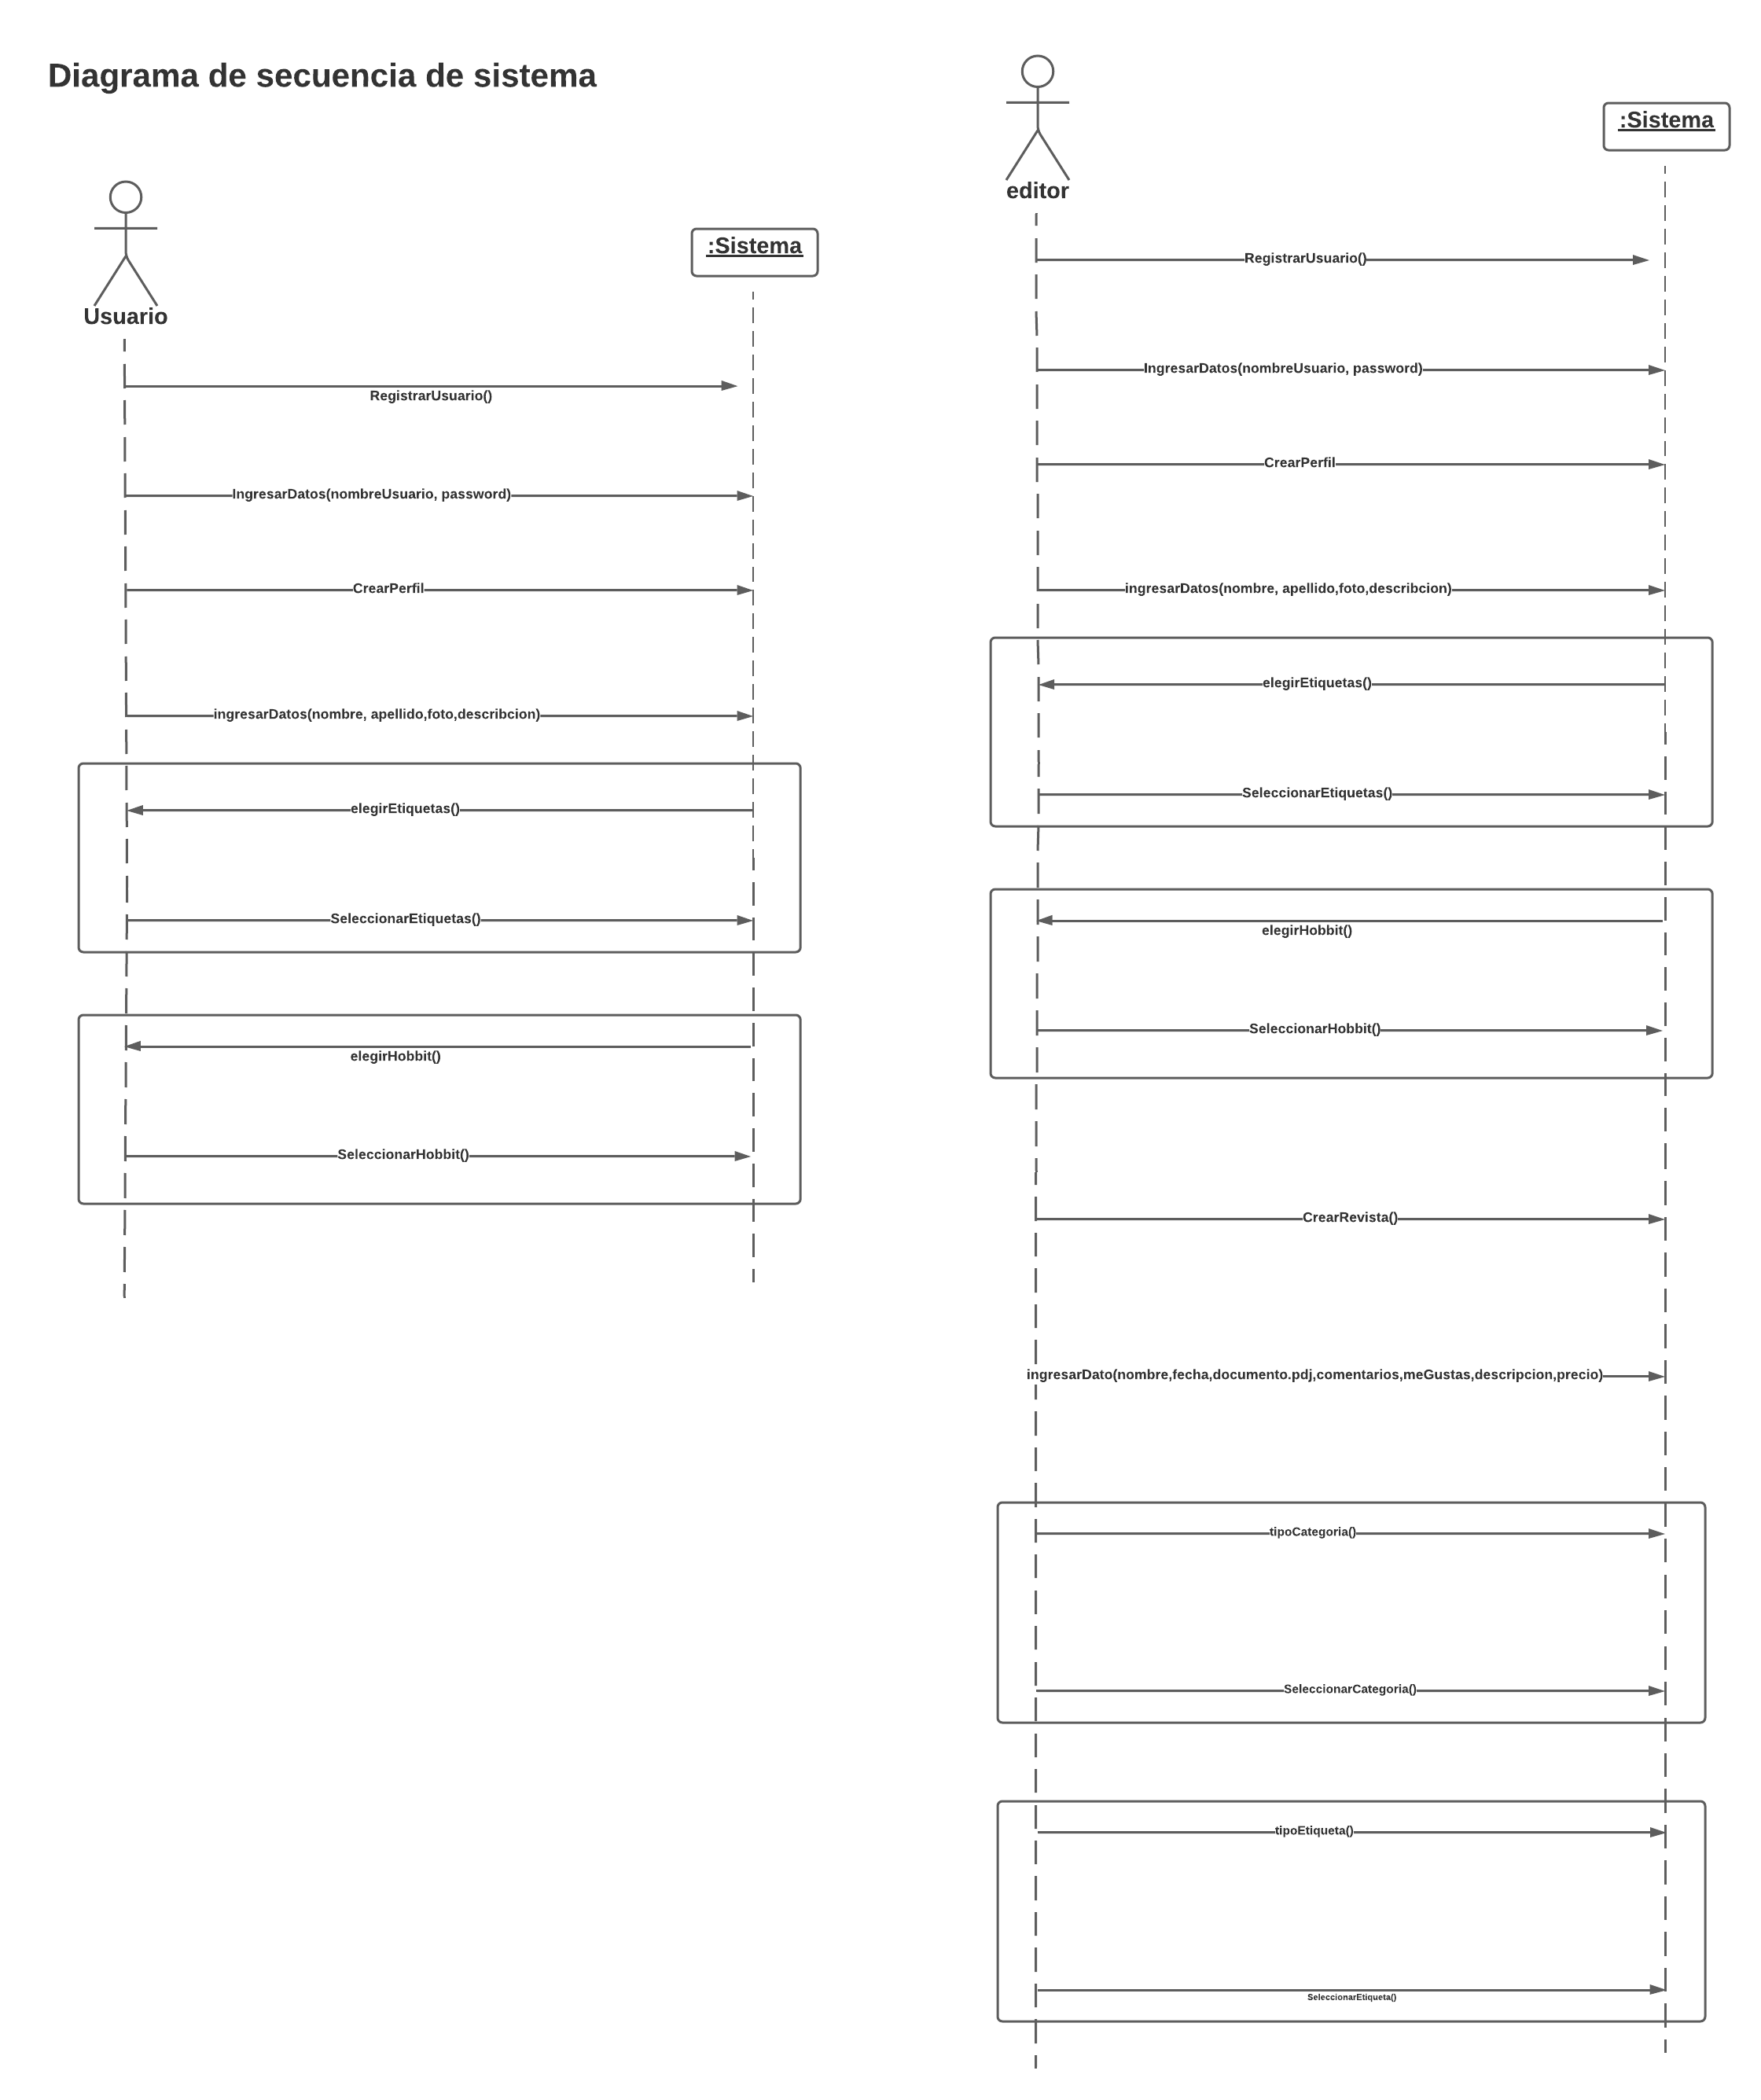 Diagrama de secuencia de sistema
Usuario
:Sistema
RegistrarUsuario()
IngresarDatos(nombreUsuario, password)
CrearPerfil
ingresarDatos(nombre, apellido,foto,describcion)
elegirEtiquetas()
SeleccionarEtiquetas()
elegirHobbit()
SeleccionarHobbit()
editor
:Sistema
RegistrarUsuario()
IngresarDatos(nombreUsuario, password)
CrearPerfil
ingresarDatos(nombre, apellido,foto,describcion)
elegirEtiquetas()
SeleccionarEtiquetas()
elegirHobbit()
SeleccionarHobbit()
CrearRevista()
ingresarDato(nombre,fecha,documento.pdj,comentarios,meGustas,descripcion,precio)
tipoCategoria()
SeleccionarCategoria()
tipoEtiqueta()
SeleccionarEtiqueta()